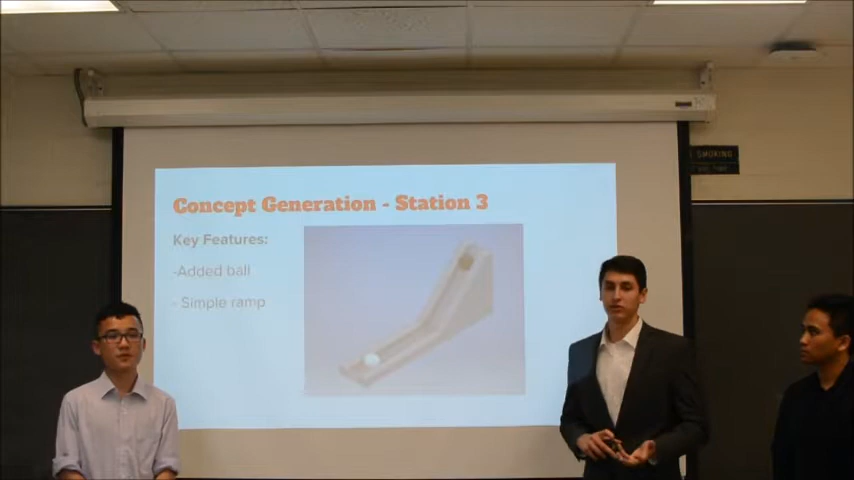 Concept Generation - Station 3
Key Features:
-Added ball
- Simple ramp
SMOKING